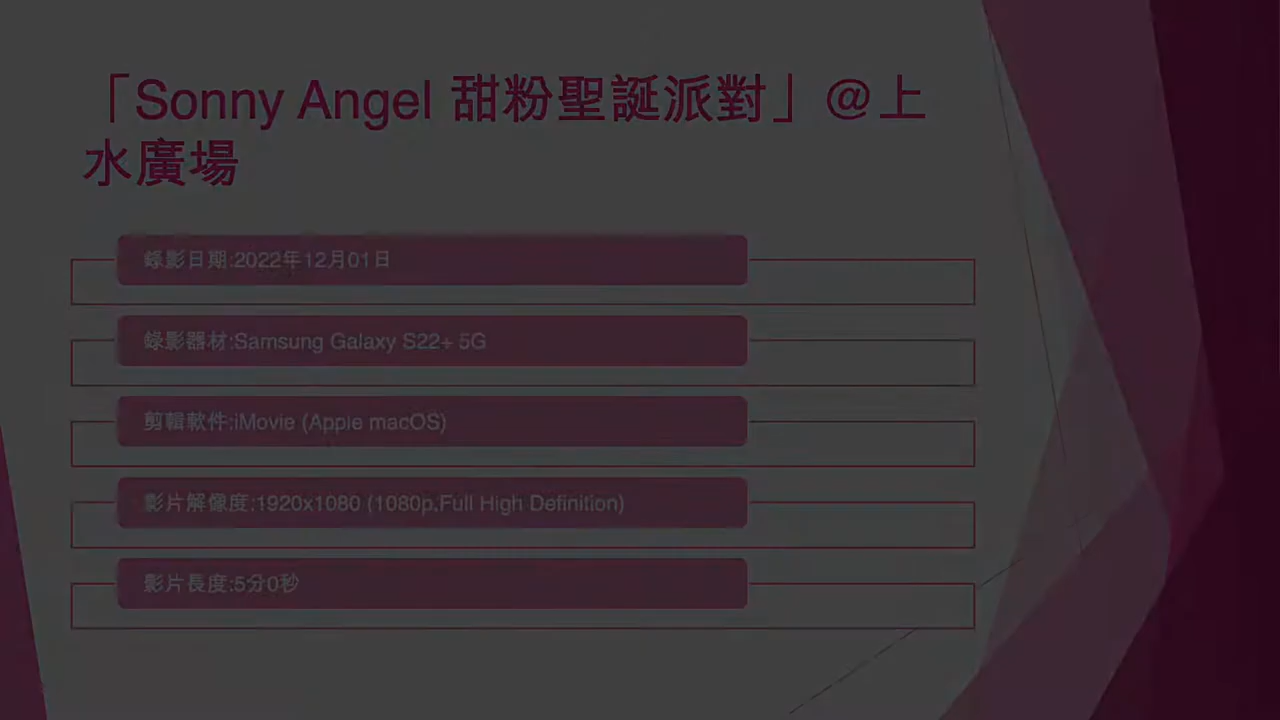 「Sonny Angel 甜粉聖誕派對」@上
水廣場
錄影日期:2022年12月01日
錄影器材:Samsung Galaxy S22+ 5G
剪輯軟件:iMovie (Apple macOS)
影片解像度:1920x1080 (1080p,Full High Definition)
影片長度:5分0秒